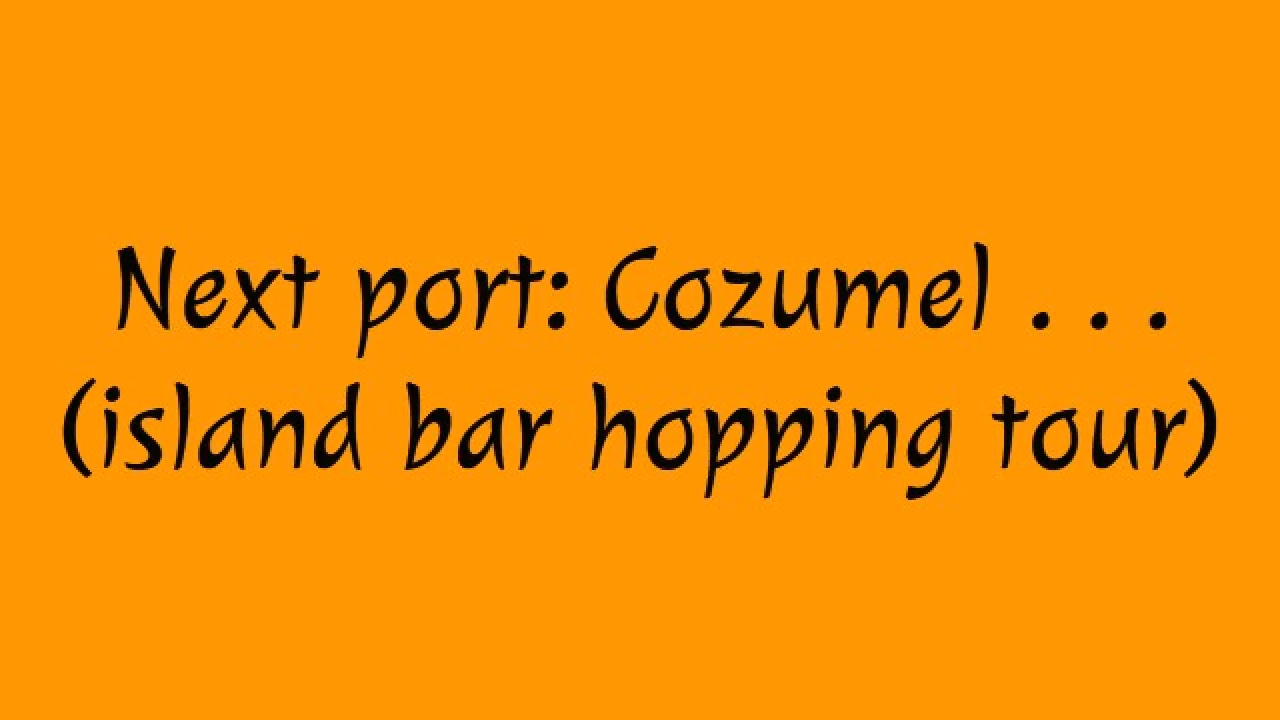 Next port: Cozumel . . .
(island bar hopping tour)